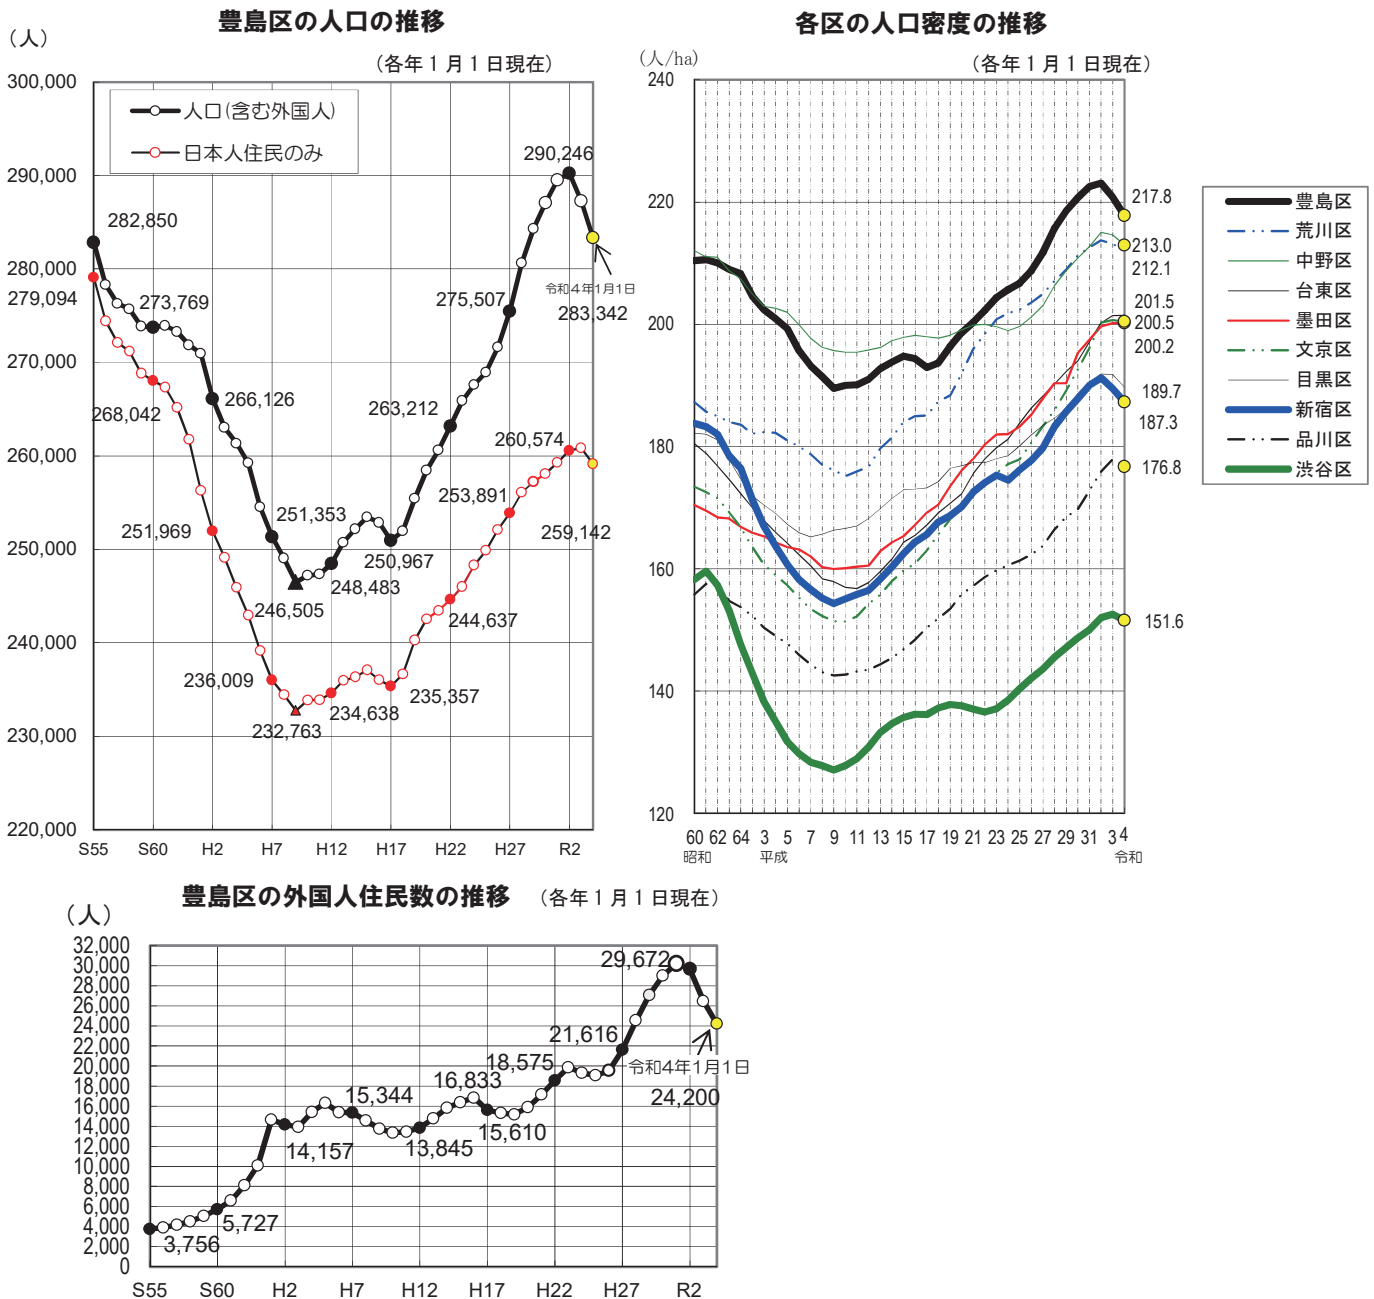 豊島区の人口の推移
（人）
（各年１月１日現在）
300,000
290,000
280,000
270,000
260,000
250,000
240,000
230,000
220,000
人口(含む外国人)
日本人住民のみ
290,246
282,850
279,094
273,769
275,507
令和４年1月1日
283,342
268,042
266,126
263,212
260,574
251,969
251,353
253,891
259,142
250,967
246,505
248,483
244,637
236,009
235,357
234,638
232,763
S55 S60 H2 H7 H12 H17 H22 H27 R2
各区の人口密度の推移
(人/ha)
（各年１月１日現在）
240
220
200
180
160
140
120
217.8
213.0
212.1
201.5
200.5
200.2
189.7
187.3
176.8
151.6
60 62 64 3 5 7 9 11 13 15 17 19 21 23 25 27 29 31 3 4
昭和 平成 令和
豊島区
荒川区
中野区
台東区
墨田区
文京区
目黒区
新宿区
品川区
渋谷区
豊島区の外国人住民数の推移 （各年１月１日現在）
（人）
32,000
30,000
28,000
26,000
24,000
22,000
20,000
18,000
16,000
14,000
12,000
10,000
8,000
6,000
4,000
2,000
0
29,672
21,616
18,575
令和4年1月1日
24,200
16,833
15,344
15,610
14,157
13,845
5,727
3,756
S55 S60 H2 H7 H12 H17 H22 H27 R2